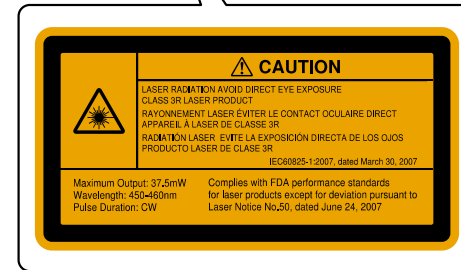 CAUTION
LASER RADIATION AVOID DIRECT EYE EXPOSURE
CLASS 3R LASER PRODUCT
RAYONNEMENT LASER ÉVITER LE CONTACT OCULAIRE DIRECT
APPAREIL À LASER DE CLASSE 3R
RADIATIÓN LASER EVITE LA EXPOSICIÓN DIRECTA DE LOS OJOS
PRODUCTO LASER DE CLASE 3R
IEC60825-1:2007, dated March 30, 2007
Maximum Output: 37.5mW
Wavelength: 450-460nm
Pulse Duration: CW
Complies with FDA performance standards
for laser products except for deviation pursuant to
Laser Notice No.50, dated June 24, 2007